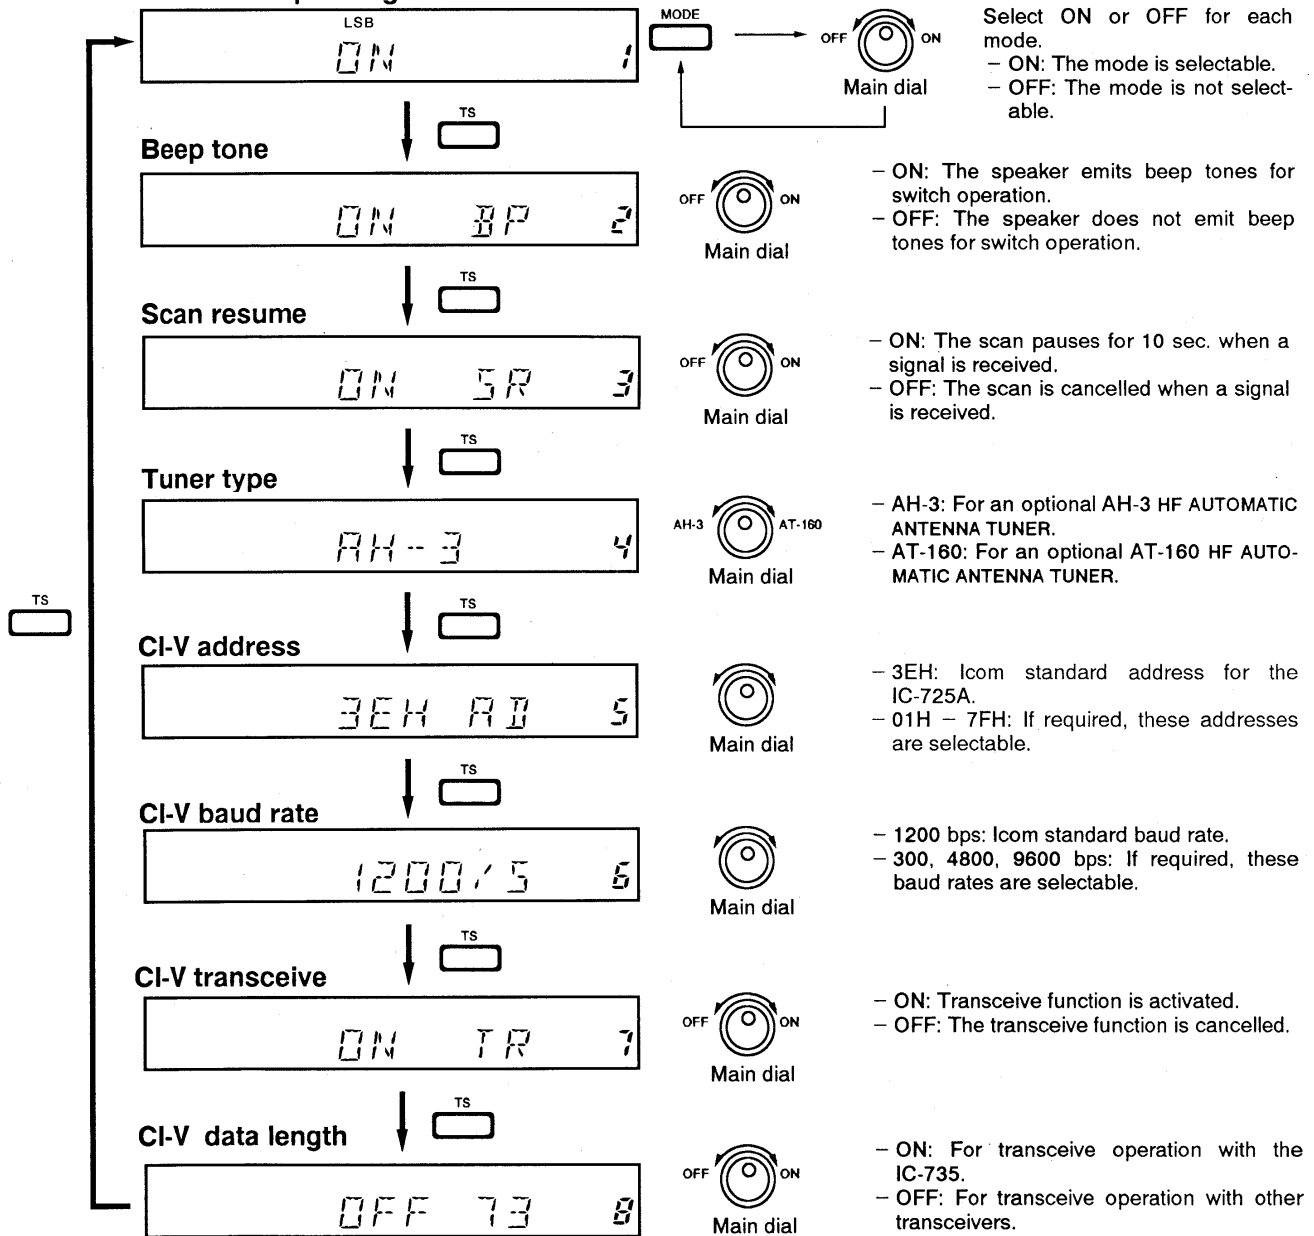 LSB
ON 1
MODE
OFF ON
Main dial
Select ON or OFF for each
mode.
– ON: The mode is selectable.
– OFF: The mode is not select-
able.
TS
Beep tone
ON BP 2
OFF ON
Main dial
– ON: The speaker emits beep tones for
switch operation.
– OFF: The speaker does not emit beep
tones for switch operation.
TS
Scan resume
ON SR 3
OFF ON
Main dial
– ON: The scan pauses for 10 sec. when a
signal is received.
– OFF: The scan is cancelled when a signal
is received.
TS
Tuner type
AH-3 4
AH-3 AT-160
Main dial
– AH-3: For an optional AH-3 HF AUTOMATIC
ANTENNA TUNER.
– AT-160: For an optional AT-160 HF AUTO-
MATIC ANTENNA TUNER.
TS
TS
CI-V address
3EH AD 5
Main dial
– 3EH: Icom standard address for the
IC-725A.
– 01H – 7FH: If required, these addresses
are selectable.
TS
CI-V baud rate
1200/S 6
Main dial
– 1200 bps: Icom standard baud rate.
– 300, 4800, 9600 bps: If required, these
baud rates are selectable.
TS
CI-V transceive
ON TR 7
OFF ON
Main dial
– ON: Transceive function is activated.
– OFF: The transceive function is cancelled.
TS
CI-V data length
OFF 73 8
OFF ON
Main dial
– ON: For transceive operation with the
IC-735.
– OFF: For transceive operation with other
transceivers.